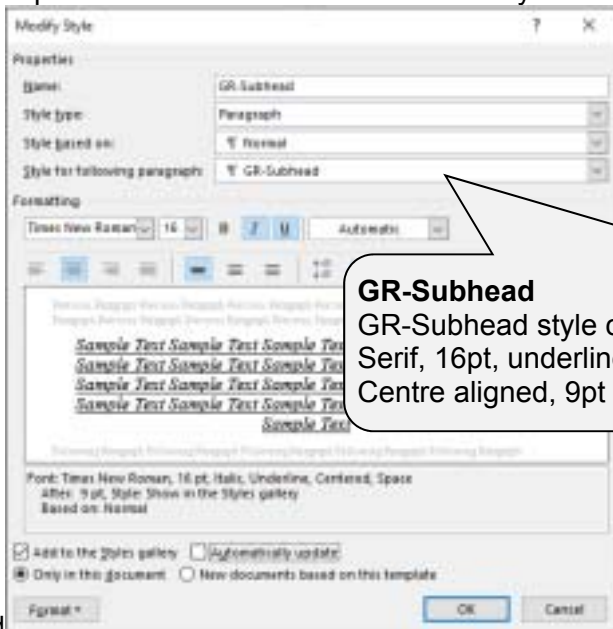 Modify Style ? ×
Properties
Name: GR-Subhead
Style type: Paragraph
Style based on: ¶ Normal
Style for following paragraph: ¶ GR-Subhead
Formatting
Times New Roman 16 B I U Automatic
Sample Text Sample Text Sample Text
Sample Text Sample Text Sample Text
Sample Text Sample Text Sample Text
Sample Text Sample Text Sample Text
Sample Text
GR-Subhead
GR-Subhead style
Serif, 16pt, underlin
Centre aligned, 9pt
Font: Times New Roman, 16 pt, Italic, Underline, Centered, Space
After: 9 pt, Style: Show in the Styles gallery
Based on: Normal
Add to the Styles gallery Automatically update
Only in this document New documents based on this template
Format OK Cancel